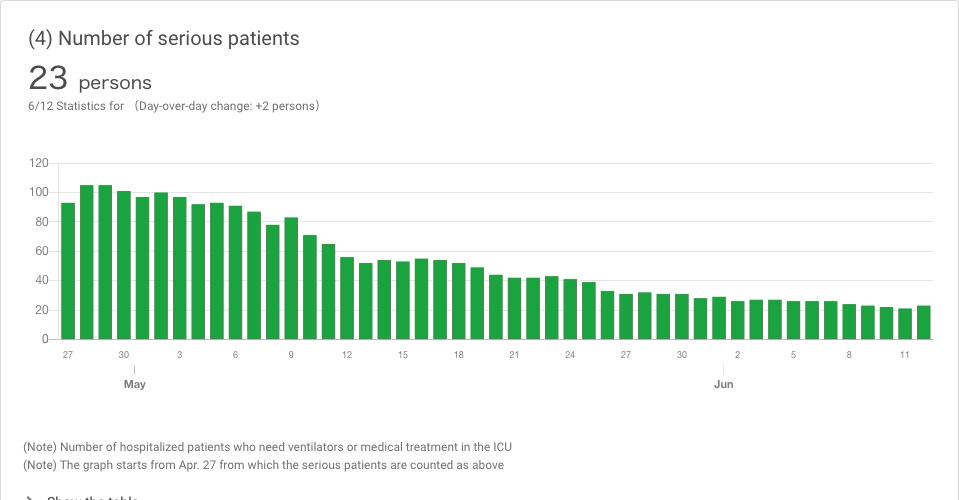 (4) Number of serious patients
23 persons
6/12 Statistics for （Day-over-day change: +2 persons）
120
100
80
60
40
20
0
27 30 3 6 9 12 15 18 21 24 27 30 2 5 8 11
May Jun
(Note) Number of hospitalized patients who need ventilators or medical treatment in the ICU
(Note) The graph starts from Apr. 27 from which the serious patients are counted as above
Show the table